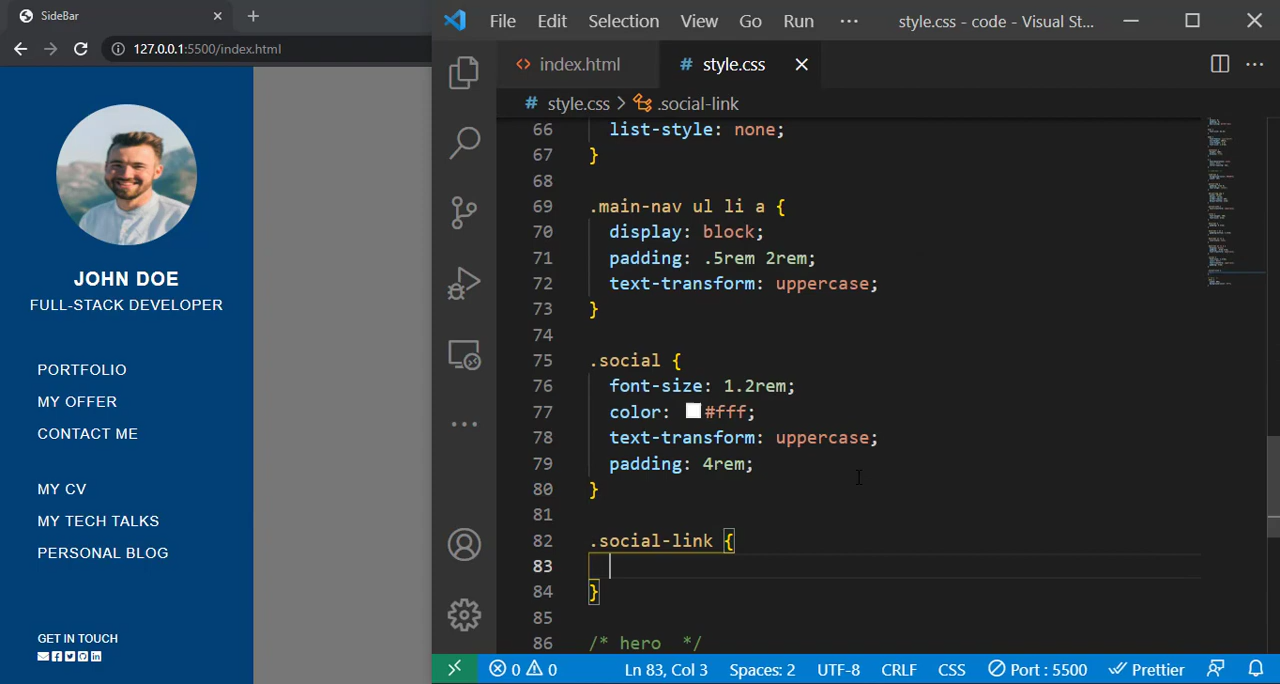 SideBar
127.0.0.1:5500/index.html
JOHN DOE
FULL-STACK DEVELOPER
PORTFOLIO
MY OFFER
CONTACT ME
MY CV
MY TECH TALKS
PERSONAL BLOG
GET IN TOUCH
File Edit Selection View Go Run ··· style.css - code - Visual St...
<> index.html # style.css
# style.css > .social-link
66 list-style: none;
67 }
68
69 .main-nav ul li a {
70 display: block;
71 padding: .5rem 2rem;
72 text-transform: uppercase;
73 }
74
75 .social {
76 font-size: 1.2rem;
77 color: #fff;
78 text-transform: uppercase;
79 padding: 4rem;
80 }
81
82 .social-link {
83
84 }
85
86 /* hero */
0 0 Ln 83, Col 3 Spaces: 2 UTF-8 CRLF CSS Port : 5500 Prettier